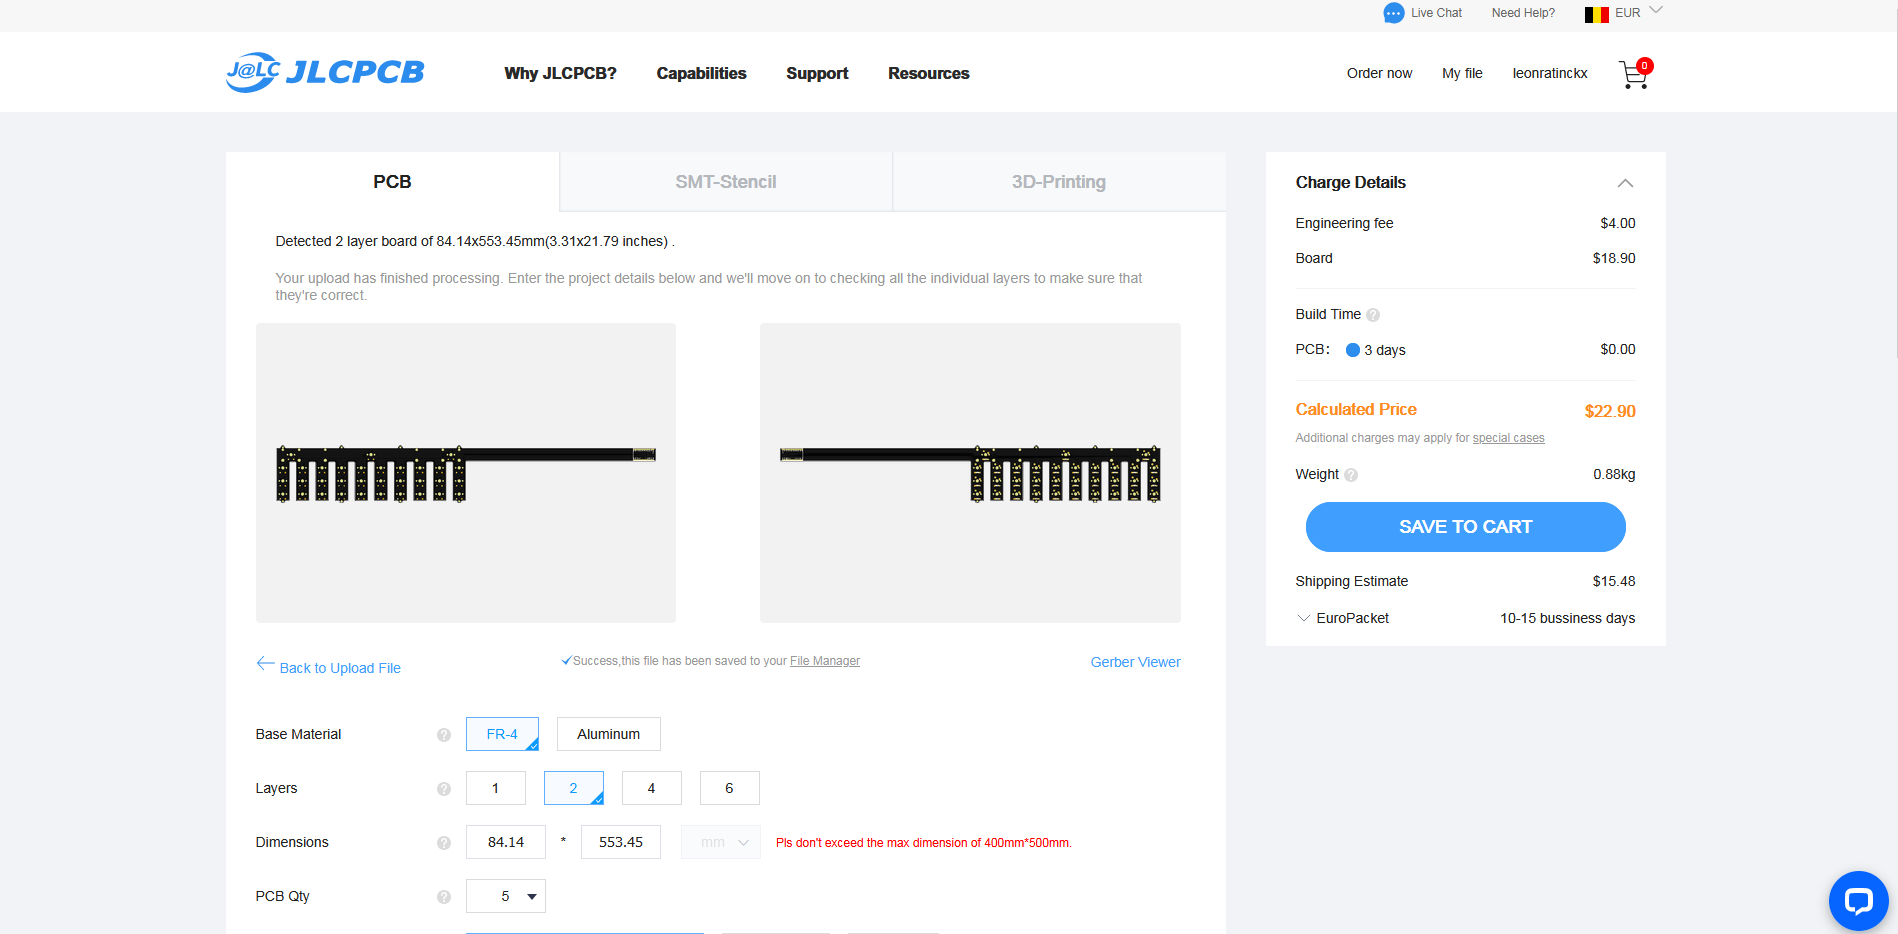 Live Chat Need Help? EUR
J@LC JLCPCB Why JLCPCB? Capabilities Support Resources Order now My file leonratinckx 0
PCB SMT-Stencil 3D-Printing
Detected 2 layer board of 84.14x553.45mm(3.31x21.79 inches) .
Your upload has finished processing. Enter the project details below and we'll move on to checking all the individual layers to make sure that
they're correct.
Back to Upload File Success,this file has been saved to your File Manager Gerber Viewer
Base Material ? FR-4 Aluminum
Layers ? 1 2 4 6
Dimensions ? 84.14 * 553.45 mm Pls don't exceed the max dimension of 400mm*500mm.
PCB Qty ? 5
Charge Details
Engineering fee $4.00
Board $18.90
Build Time ?
PCB: 3 days $0.00
Calculated Price $22.90
Additional charges may apply for special cases
Weight ? 0.88kg
SAVE TO CART
Shipping Estimate $15.48
EuroPacket 10-15 bussiness days